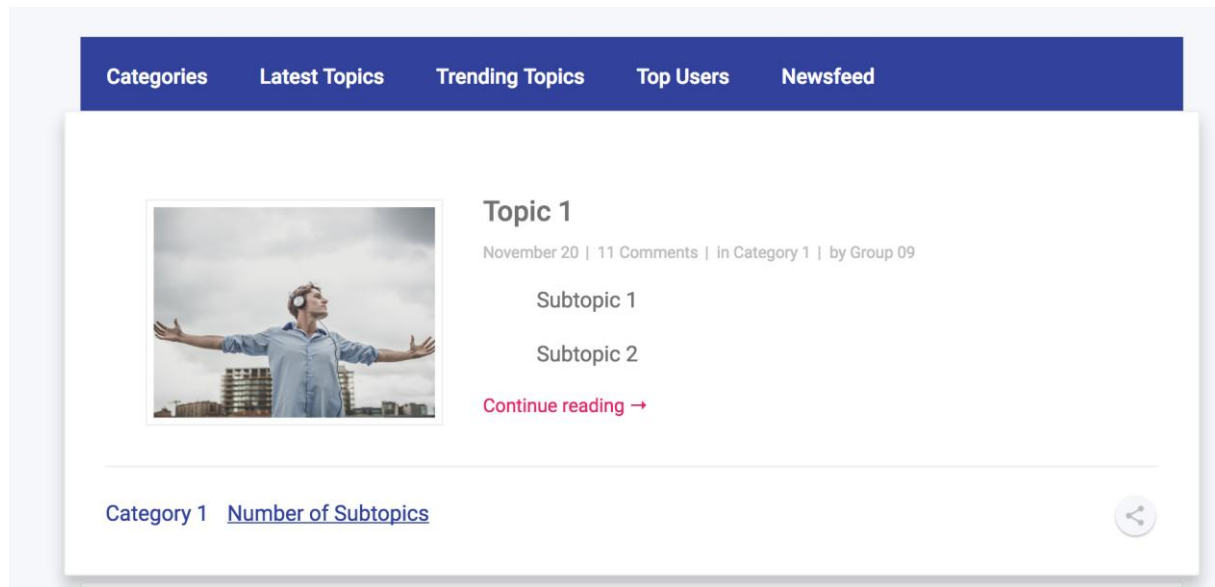 Categories Latest Topics Trending Topics Top Users Newsfeed
Topic 1
November 20 | 11 Comments | in Category 1 | by Group 09
Subtopic 1
Subtopic 2
Continue reading →
Category 1 Number of Subtopics